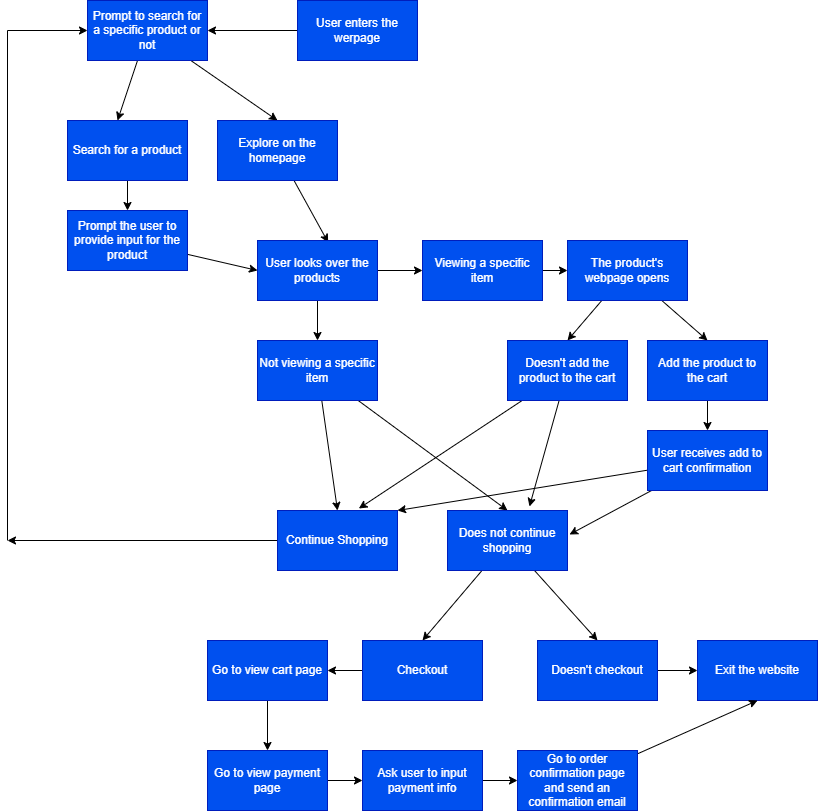 Prompt to search for
a specific product or
not
User enters the
werpage
Search for a product
Explore on the
homepage
Prompt the user to
provide input for the
product
User looks over the
products
Viewing a specific
item
The product's
webpage opens
Not viewing a specific
item
Doesn't add the
product to the cart
Add the product to
the cart
User receives add to
cart confirmation
Continue Shopping
Does not continue
shopping
Go to view cart page
Checkout
Doesn't checkout
Exit the website
Go to view payment
page
Ask user to input
payment info
Go to order
confirmation page
and send an
confirmation email